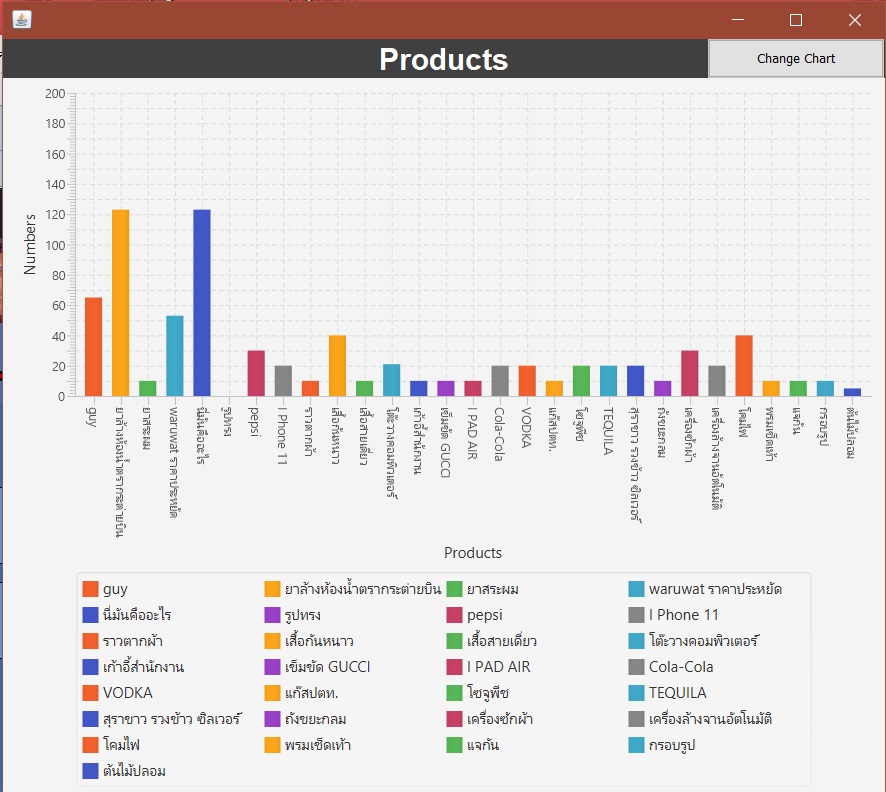 Products
Change Chart
200
180
160
140
120
100
80
60
40
20
0
Numbers
guy
ยาล้างห้องน้ำตรากระต่ายบิน
ยาสระผม
waruwat ราคาประหยัด
นี่มันคืออะไร
รูปทรง
pepsi
I Phone 11
ราวตากผ้า
เสื้อกันหนาว
เสื้อสายเดี่ยว
โต๊ะวางคอมพิวเตอร์
เก้าอี้สำนักงาน
เข็มขัด GUCCI
I PAD AIR
Cola-Cola
VODKA
แก๊สปตท.
โซจูพีช
TEQUILA
สุราขาว รวงข้าว ซิลเวอร์
ถังขยะกลม
เครื่องซักผ้า
เครื่องล้างจานอัตโนมัติ
โคมไฟ
พรมเช็ดเท้า
แจกัน
กรอบรูป
ต้นไม้ปลอม
Products
guy ยาล้างห้องน้ำตรากระต่ายบิน ยาสระผม waruwat ราคาประหยัด
นี่มันคืออะไร รูปทรง pepsi I Phone 11
ราวตากผ้า เสื้อกันหนาว เสื้อสายเดี่ยว โต๊ะวางคอมพิวเตอร์
เก้าอี้สำนักงาน เข็มขัด GUCCI I PAD AIR Cola-Cola
VODKA แก๊สปตท. โซจูพีช TEQUILA
สุราขาว รวงข้าว ซิลเวอร์ ถังขยะกลม เครื่องซักผ้า เครื่องล้างจานอัตโนมัติ
โคมไฟ พรมเช็ดเท้า แจกัน กรอบรูป
ต้นไม้ปลอม